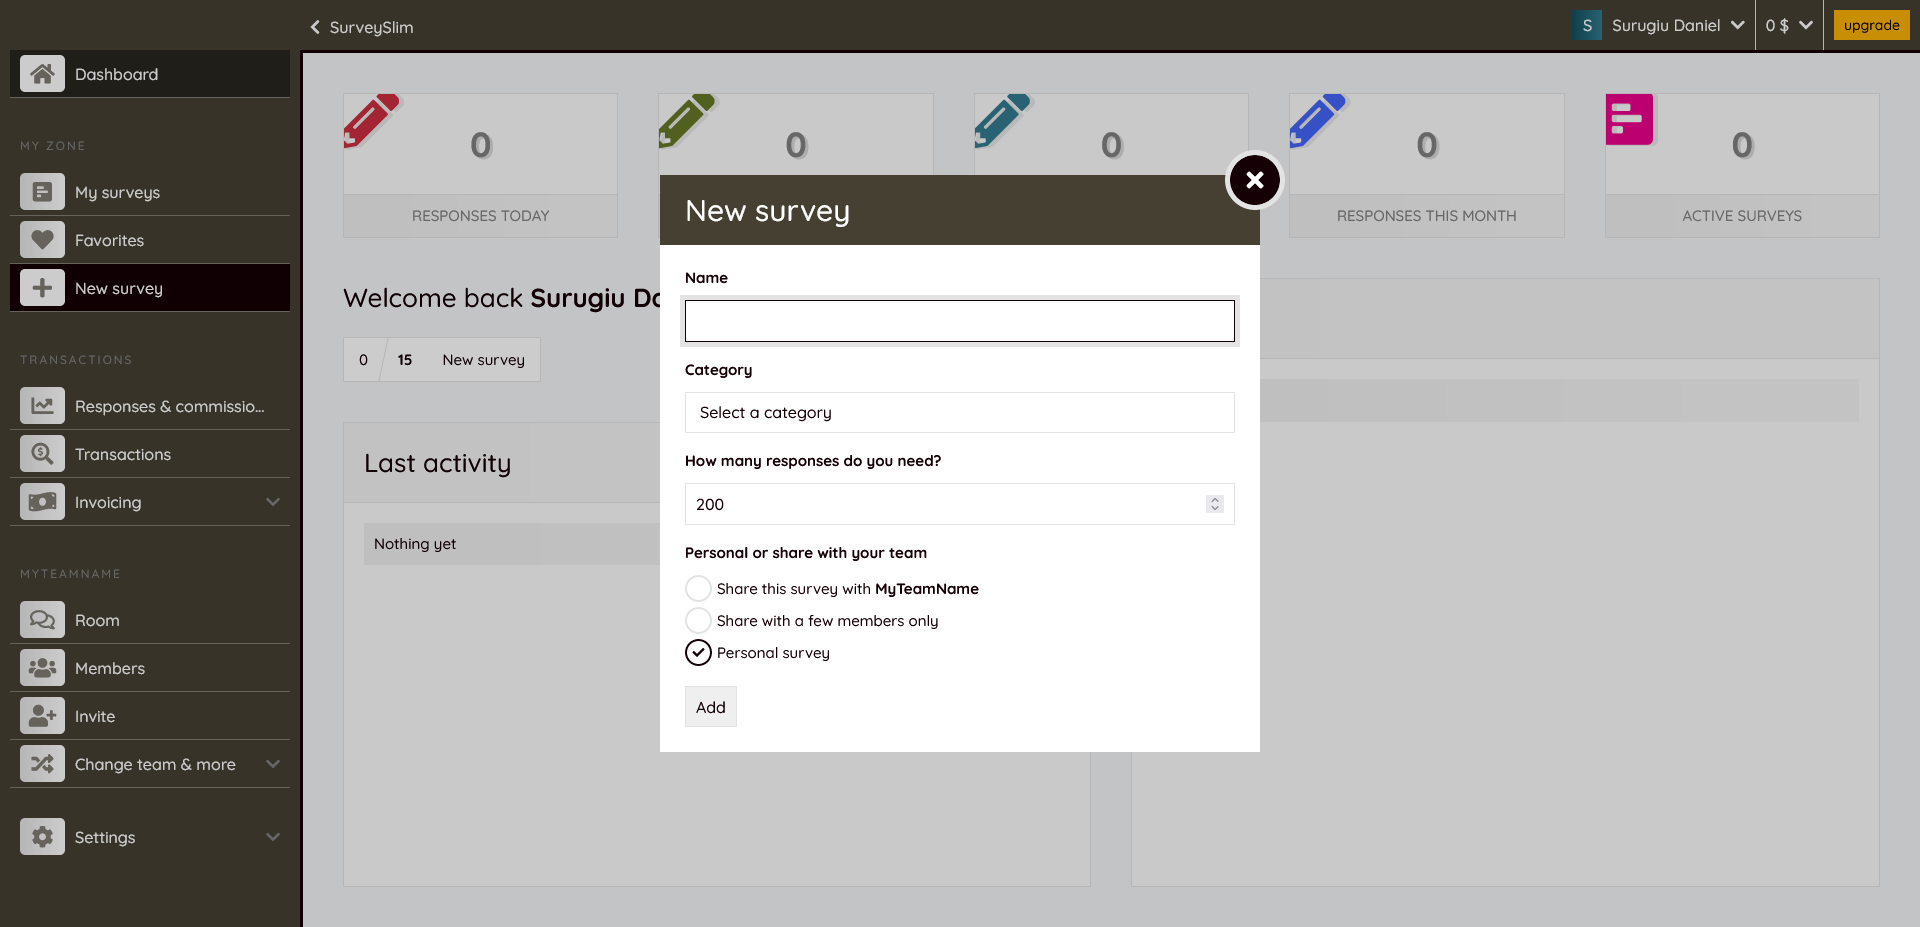 SurveySlim
S Surugiu Daniel
0 $
upgrade
Dashboard
MY ZONE
My surveys
Favorites
New survey
TRANSACTIONS
Responses & commissio...
Transactions
Invoicing
MYTEAMNAME
Room
Members
Invite
Change team & more
Settings
0
RESPONSES TODAY
0
0
0
RESPONSES THIS MONTH
0
ACTIVE SURVEYS
Welcome back Surugiu
0 15 New survey
Last activity
Nothing yet
New survey
Name
Category
Select a category
How many responses do you need?
200
Personal or share with your team
Share this survey with MyTeamName
Share with a few members only
Personal survey
Add